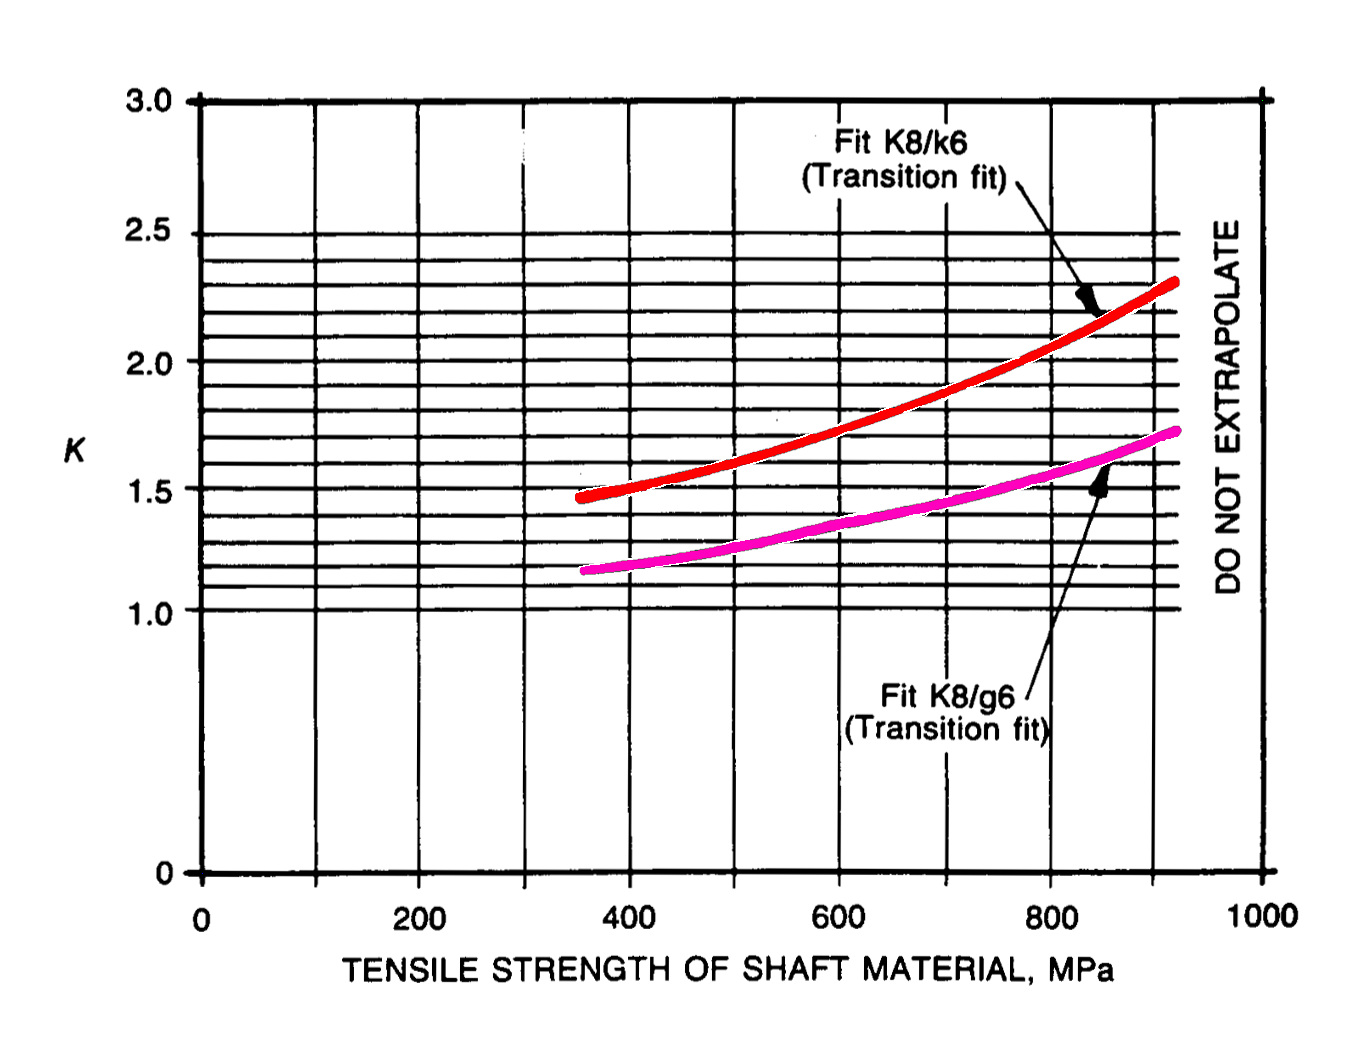 3.0
Fit K8/k6
(Transition fit)
2.5
2.0
K
1.5
1.0
DO NOT EXTRAPOLATE
Fit K8/g6
(Transition fit)
0
0 200 400 600 800 1000
TENSILE STRENGTH OF SHAFT MATERIAL, MPa